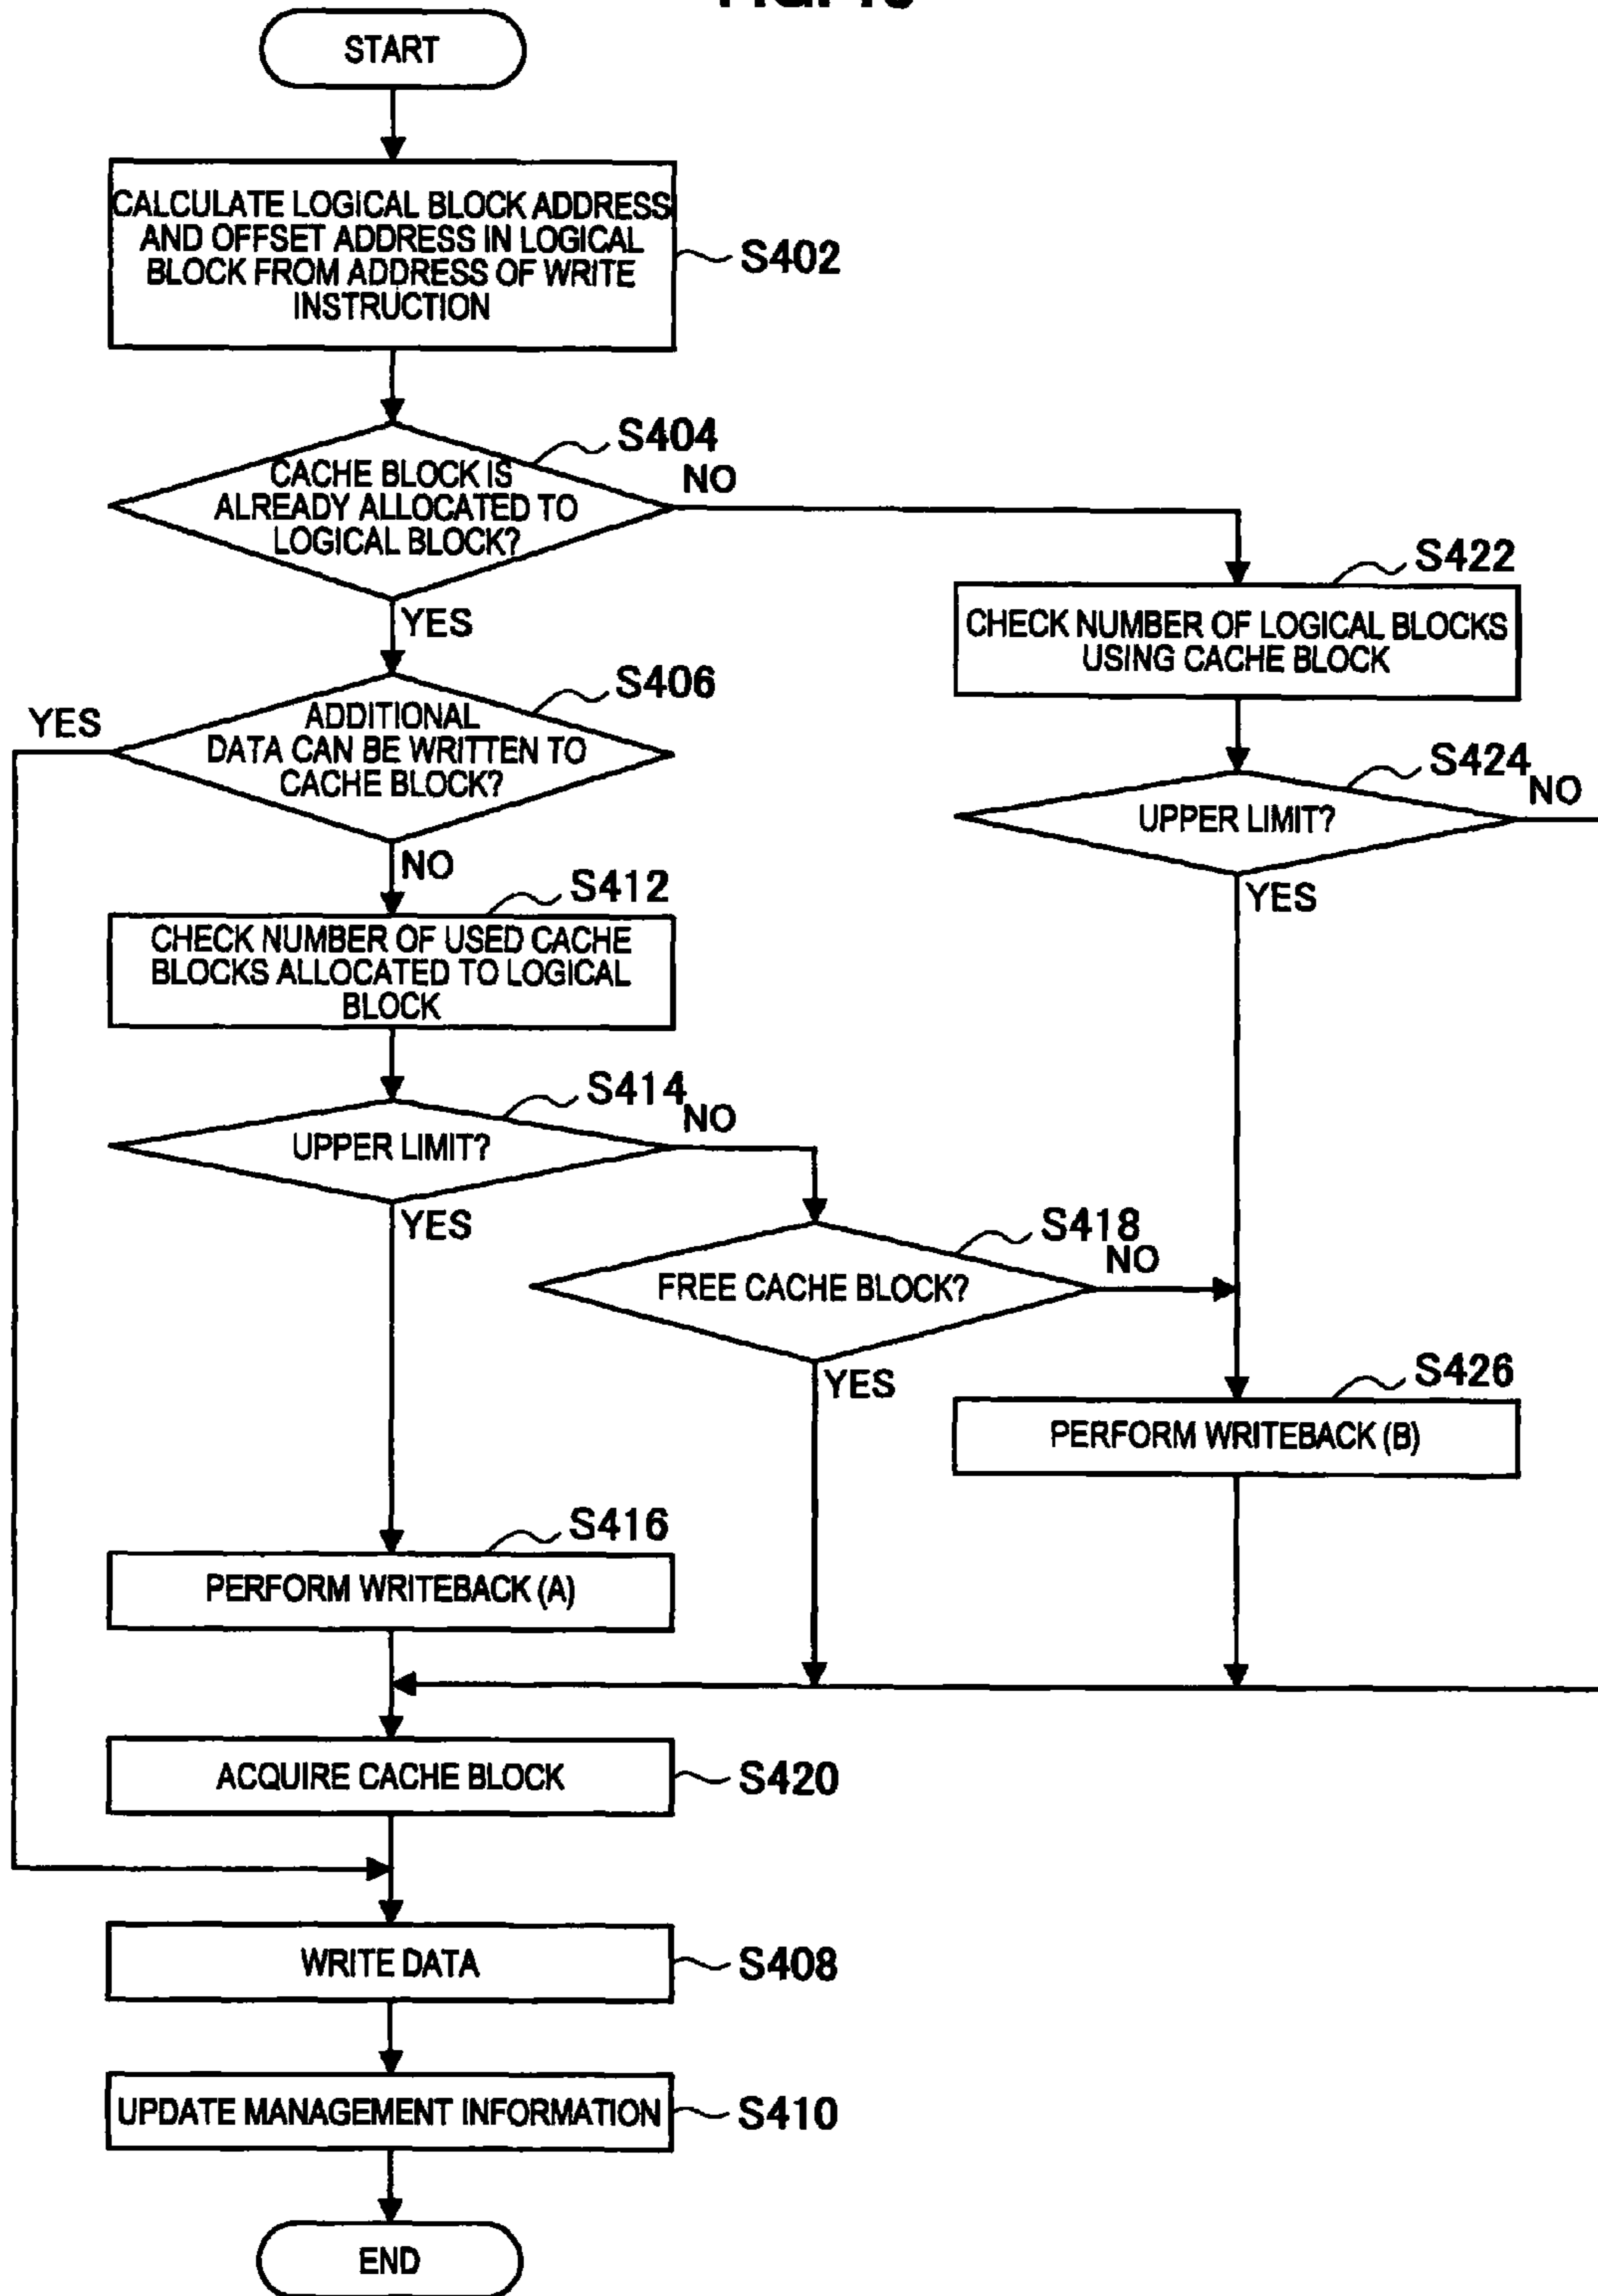 START
CALCULATE LOGICAL BLOCK ADDRESS
AND OFFSET ADDRESS IN LOGICAL
BLOCK FROM ADDRESS OF WRITE
INSTRUCTION
S402
S404
CACHE BLOCK IS
ALREADY ALLOCATED TO
LOGICAL BLOCK?
NO
YES
S422
CHECK NUMBER OF LOGICAL BLOCKS
USING CACHE BLOCK
S406
YES
ADDITIONAL
DATA CAN BE WRITTEN TO
CACHE BLOCK?
NO
S424
NO
UPPER LIMIT?
YES
S412
CHECK NUMBER OF USED CACHE
BLOCKS ALLOCATED TO LOGICAL
BLOCK
S414
NO
UPPER LIMIT?
YES
S418
NO
FREE CACHE BLOCK?
YES
S426
PERFORM WRITEBACK (B)
S416
PERFORM WRITEBACK (A)
ACQUIRE CACHE BLOCK
S420
WRITE DATA
S408
UPDATE MANAGEMENT INFORMATION
S410
END